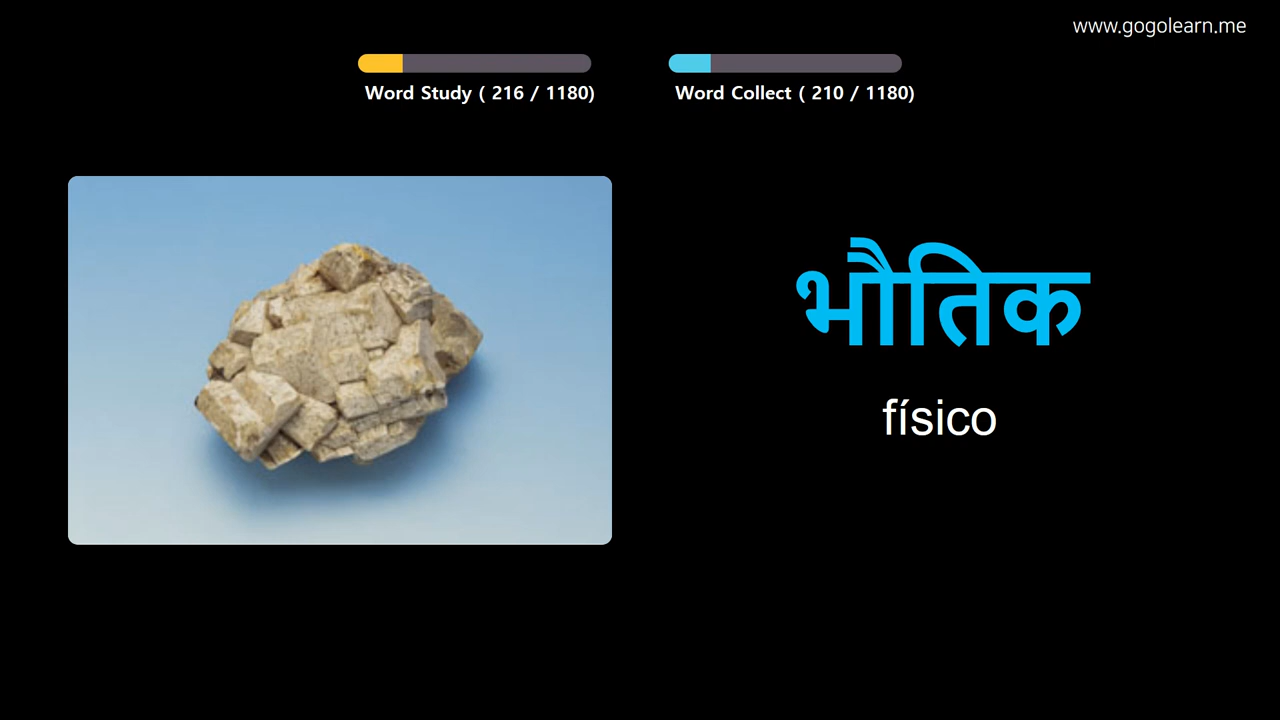 www.gogolearn.me
Word Study ( 216 / 1180)
Word Collect ( 210 / 1180)
भौतिक
físico